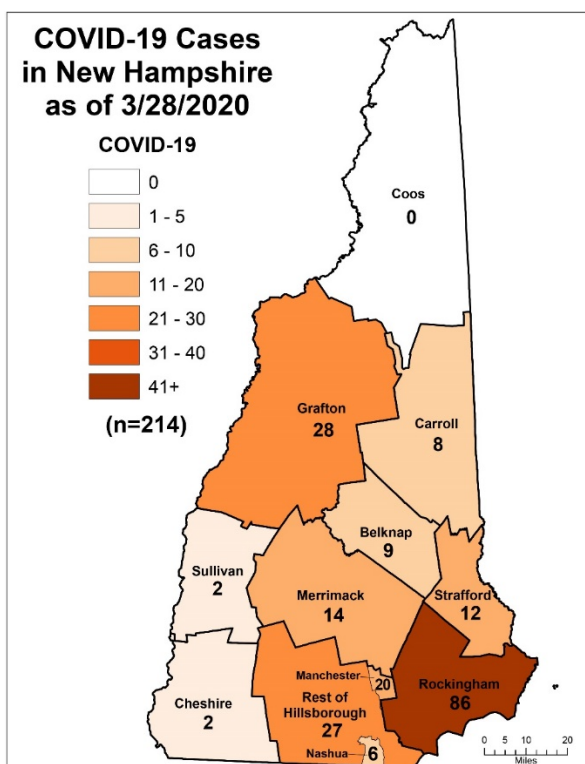 COVID-19 Cases
in New Hampshire
as of 3/28/2020
COVID-19
0
1 - 5
6 - 10
11 - 20
21 - 30
31 - 40
41+
(n=214)
Coos
0
Grafton
28
Carroll
8
Belknap
9
Sullivan
2
Merrimack
14
Strafford
12
Manchester
20
Rockingham
86
Cheshire
2
Rest of
Hillsborough
27
Nashua
6
0 5 10 20
Miles